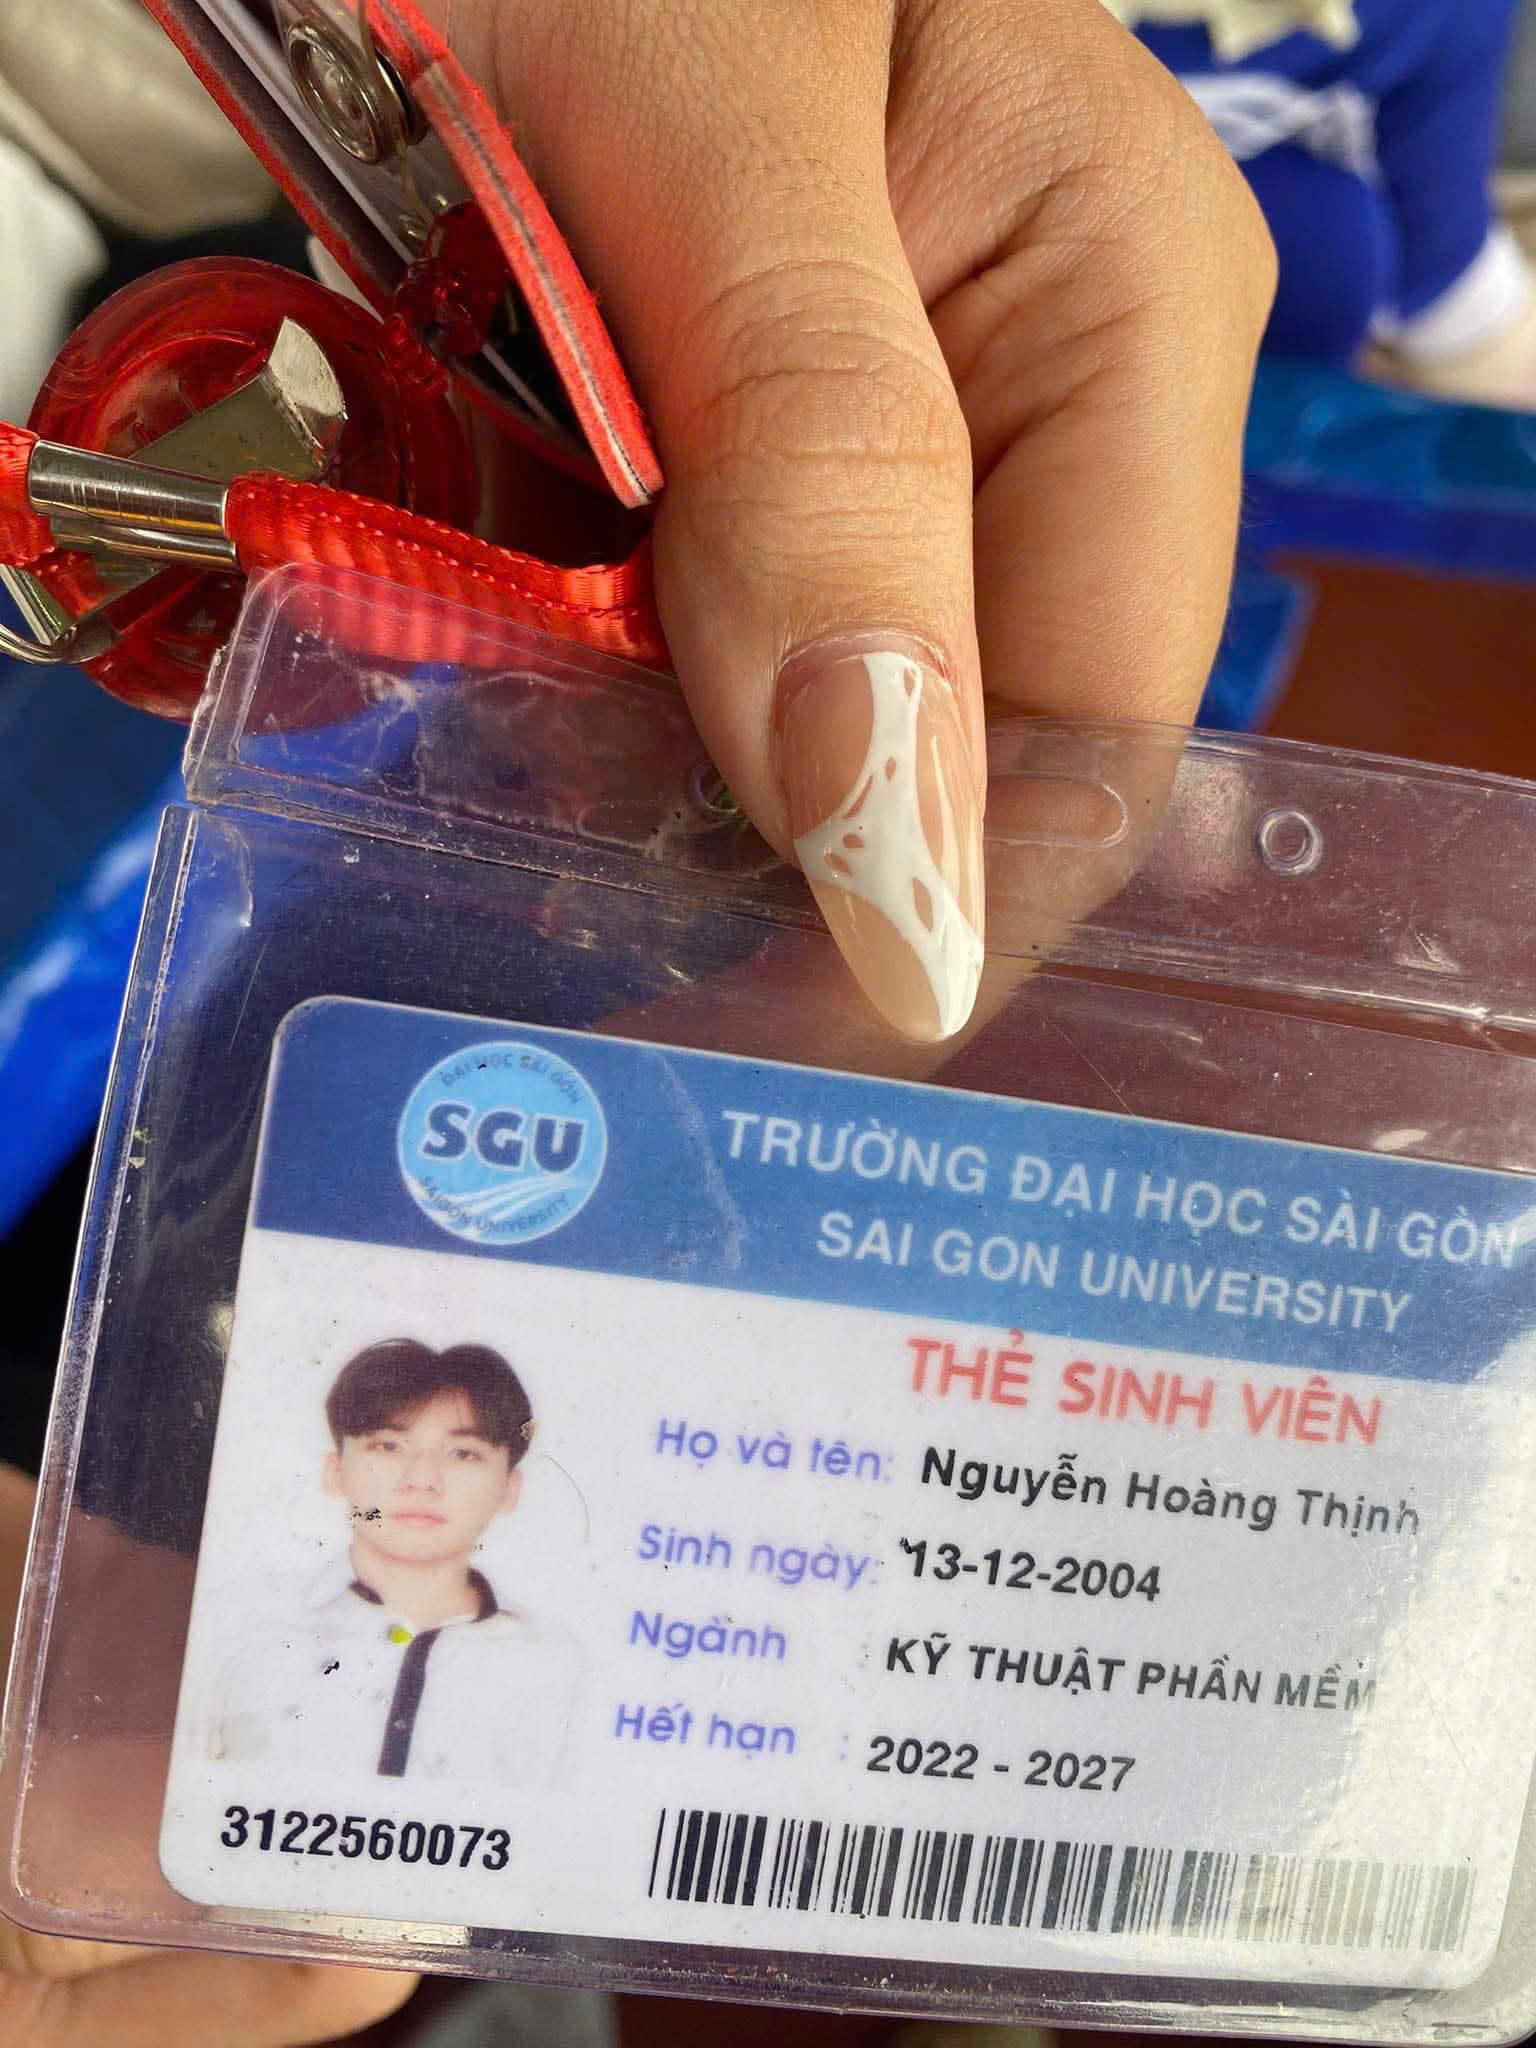 ĐẠI HỌC SÀI GÒN
SGU
SAIGON UNIVERSITY
TRƯỜNG ĐẠI HỌC SÀI GÒN
SAI GON UNIVERSITY
THẺ SINH VIÊN
Họ và tên: Nguyễn Hoàng Thịnh
Sinh ngày: 13-12-2004
Ngành : KỸ THUẬT PHẦN MỀM
Hết hạn : 2022 - 2027
3122560073